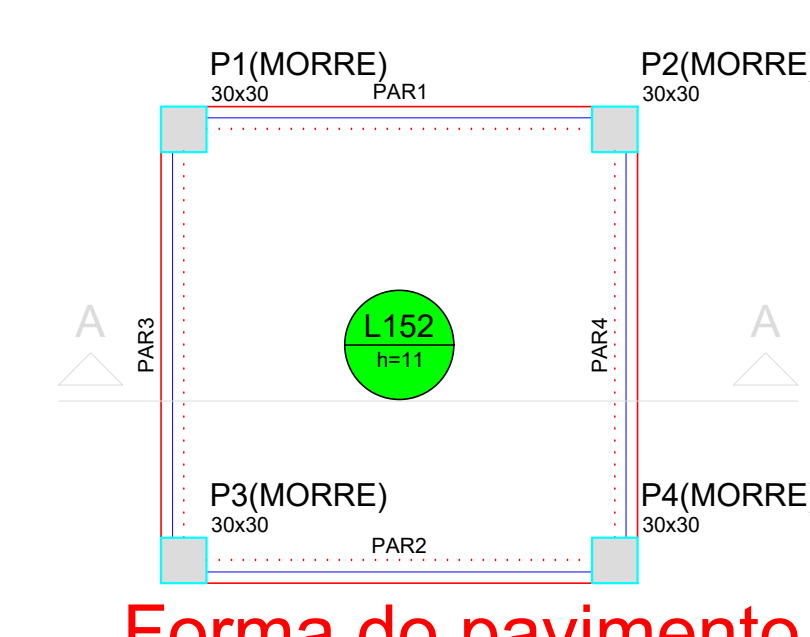 P1(MORRE)
30x30
PAR1
P2(MORRE)
30x30
A
PAR3
L152
h=11
PAR4
A
P3(MORRE)
30x30
PAR2
P4(MORRE
30x30
Forma do pavimento